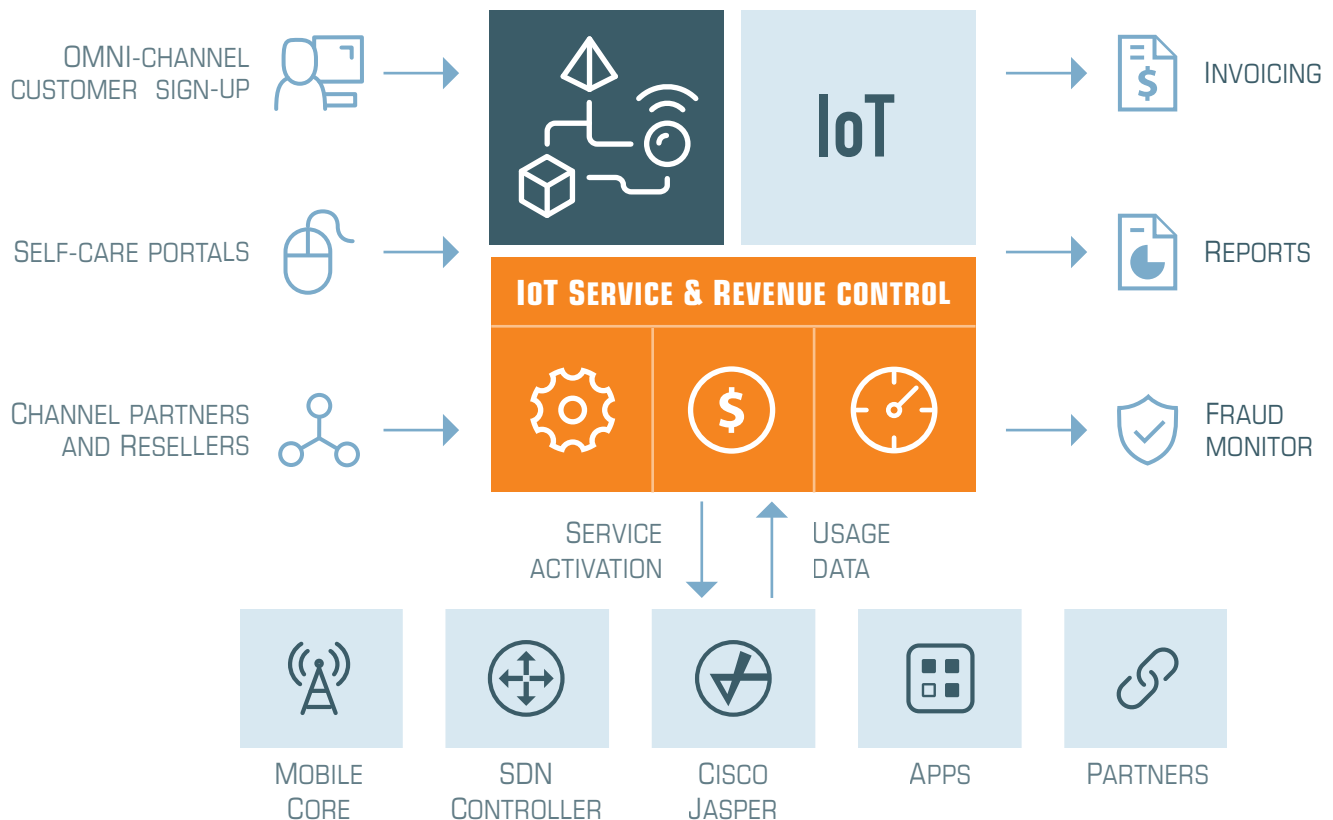 OMNI-CHANNEL
CUSTOMER SIGN-UP
SELF-CARE PORTALS
CHANNEL PARTNERS
AND RESELLERS
IoT
IOT SERVICE & REVENUE CONTROL
$
INVOICING
$
REPORTS
FRAUD
MONITOR
SERVICE
ACTIVATION
USAGE
DATA
MOBILE
CORE
SDN
CONTROLLER
CISCO
JASPER
APPS
PARTNERS